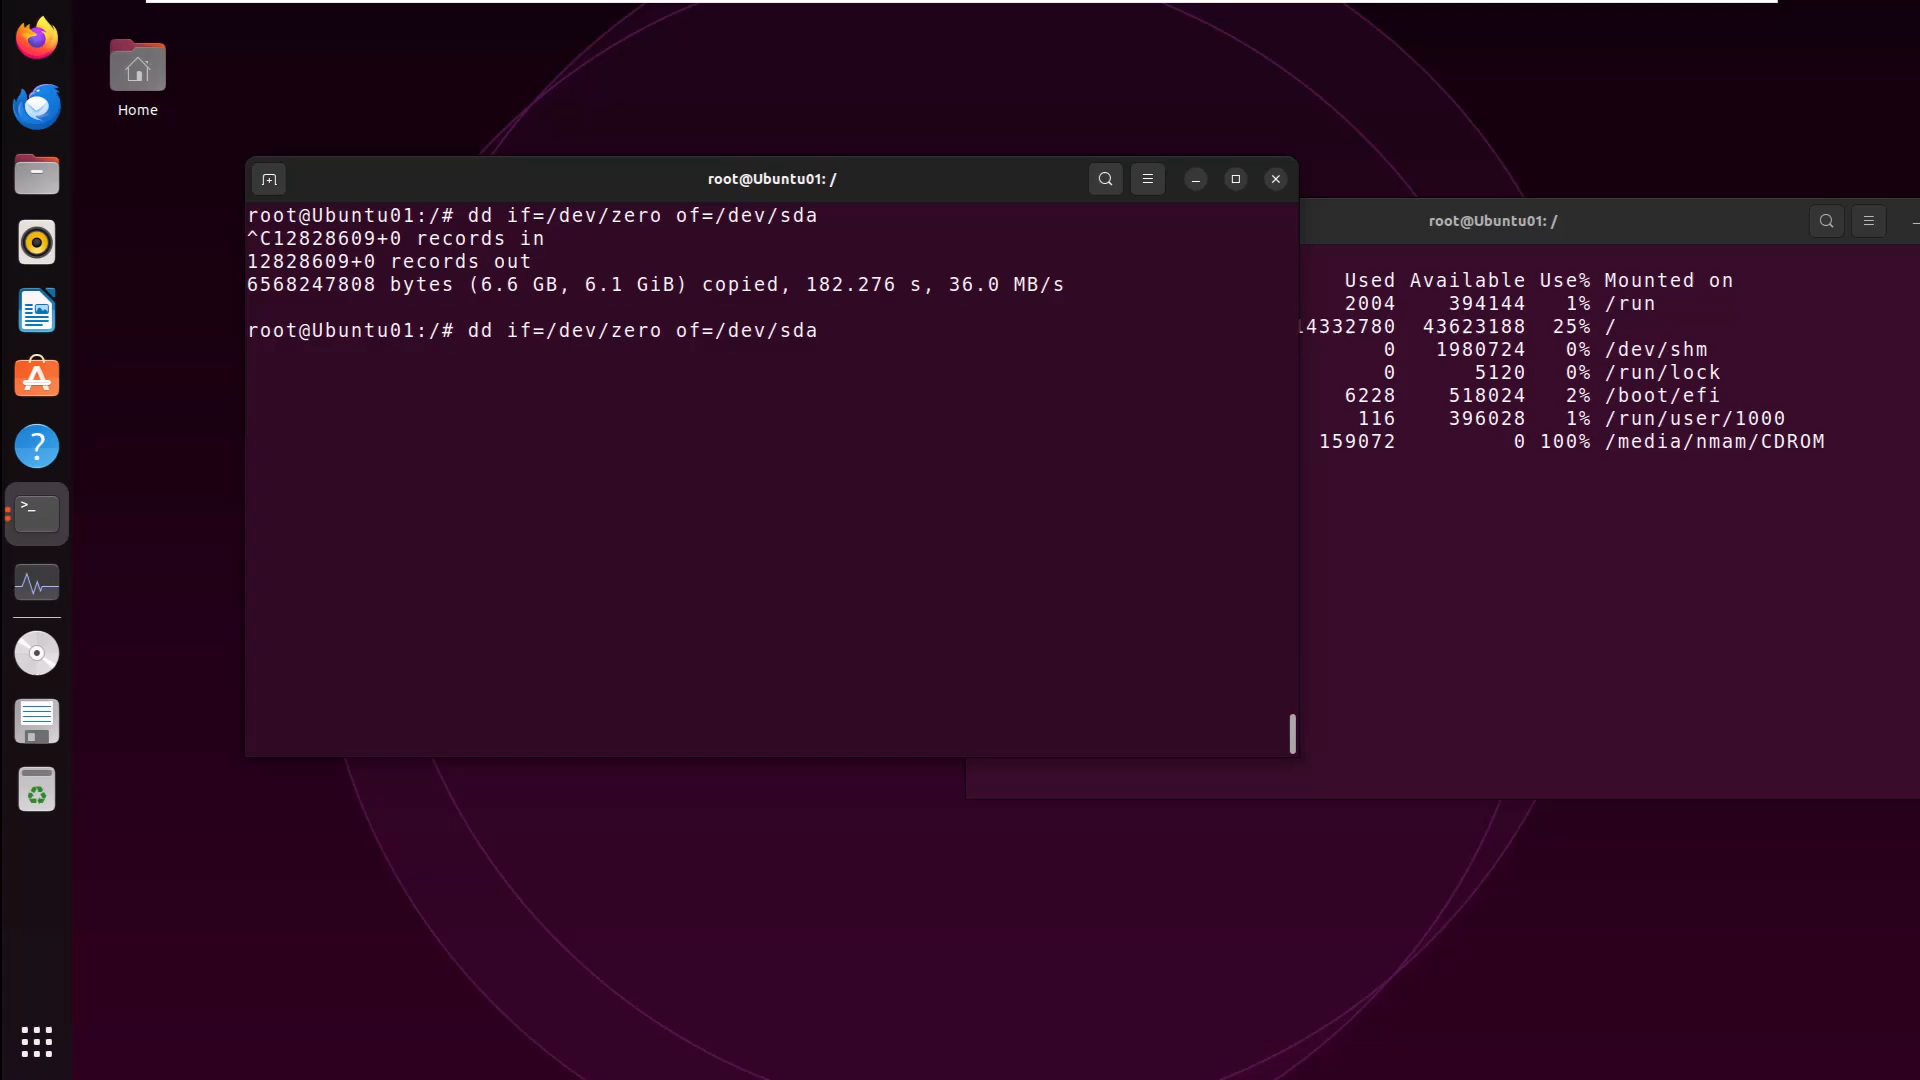 Home
root@Ubuntu01: /
root@Ubuntu01:/# dd if=/dev/zero of=/dev/sda
^C12828609+0 records in
12828609+0 records out
6568247808 bytes (6.6 GB, 6.1 GiB) copied, 182.276 s, 36.0 MB/s
root@Ubuntu01:/# dd if=/dev/zero of=/dev/sda
root@Ubuntu01: /
Used Available Use% Mounted on
2004 394144 1% /run
14332780 43623188 25% /
0 1980724 0% /dev/shm
0 5120 0% /run/lock
6228 518024 2% /boot/efi
116 396028 1% /run/user/1000
159072 0 100% /media/nmam/CDROM